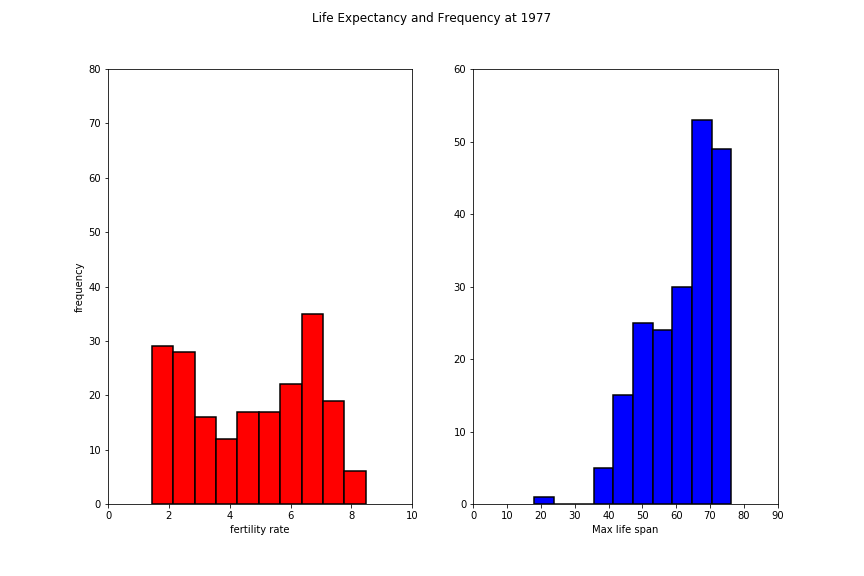 Life Expectancy and Frequency at 1977
80
70
60
50
40
30
20
10
0
frequency
0 2 4 6 8 10
fertility rate
60
50
40
30
20
10
0
0 10 20 30 40 50 60 70 80 90
Max life span